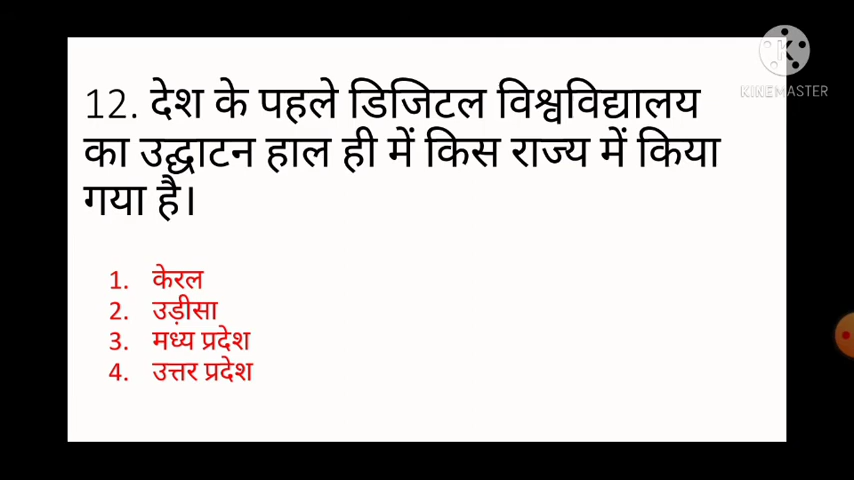 12. देश के पहले डिजिटल विश्वविद्यालय
का उद्घाटन हाल ही में किस राज्य में किया
गया है।
1. केरल
2. उड़ीसा
3. मध्य प्रदेश
4. उत्तर प्रदेश
K
KINEMASTER